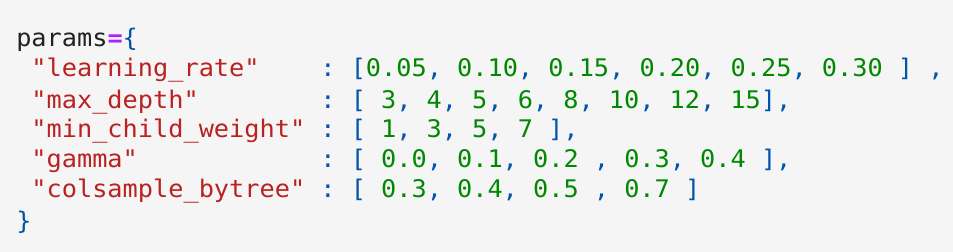 params={
 "learning_rate"    : [0.05, 0.10, 0.15, 0.20, 0.25, 0.30 ] ,
 "max_depth"        : [ 3, 4, 5, 6, 8, 10, 12, 15],
 "min_child_weight" : [ 1, 3, 5, 7 ],
 "gamma"            : [ 0.0, 0.1, 0.2 , 0.3, 0.4 ],
 "colsample_bytree" : [ 0.3, 0.4, 0.5 , 0.7 ]
}